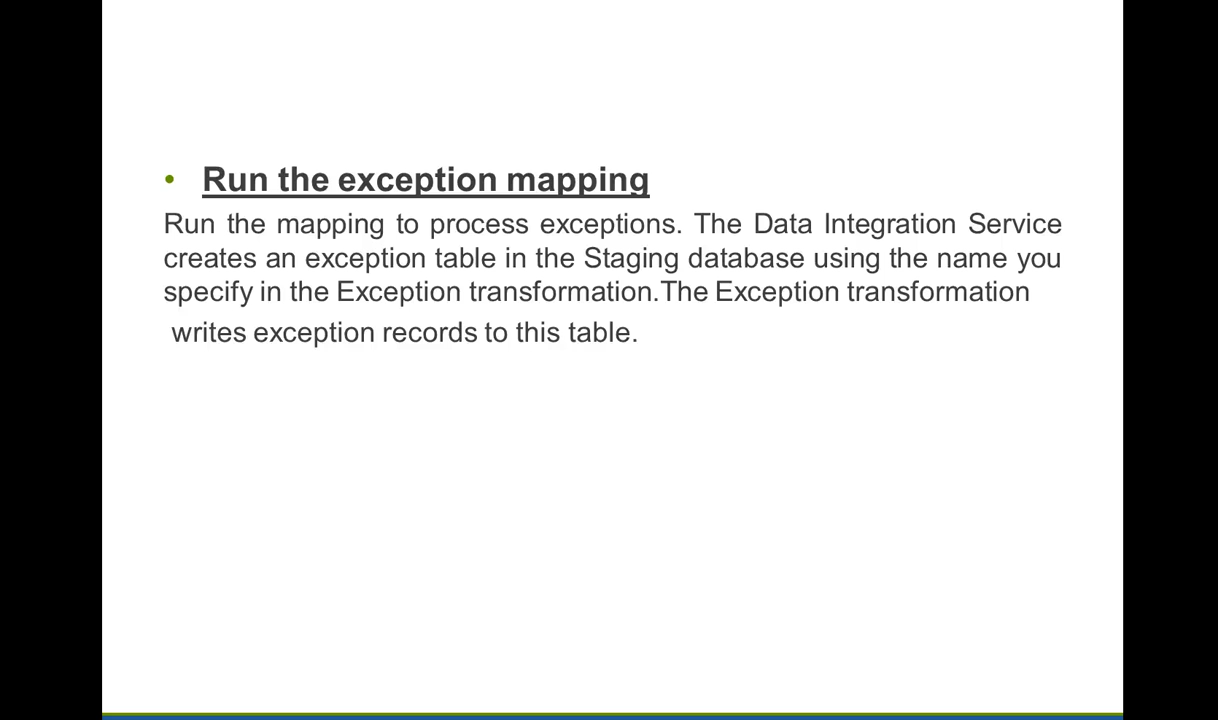 • Run the exception mapping
Run the mapping to process exceptions. The Data Integration Service
creates an exception table in the Staging database using the name you
specify in the Exception transformation.The Exception transformation
writes exception records to this table.